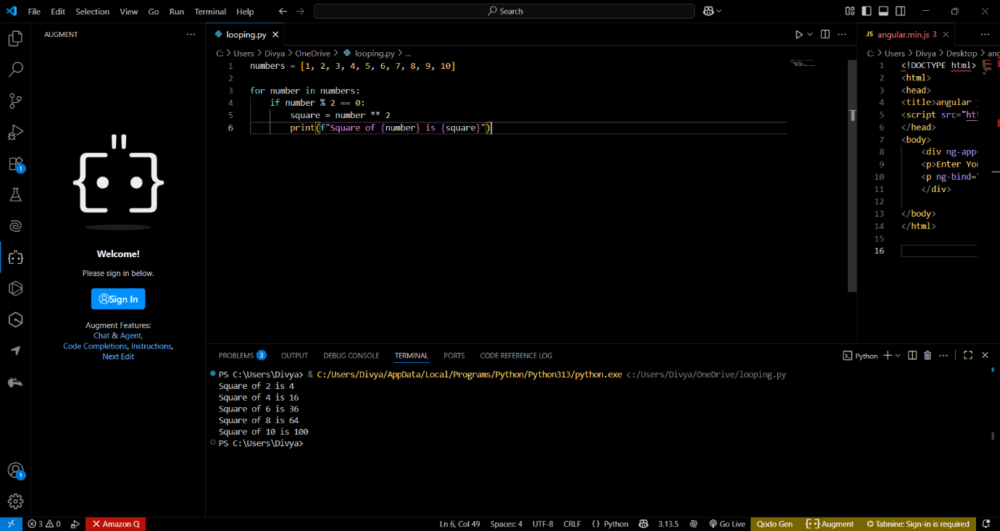 File Edit Selection View Go Run Terminal Help
Search
AUGMENT
looping.py
JS angular.min.js 3
C: > Users > Divya > OneDrive > looping.py > ...
C: > Users > Divya > Desktop >
1 numbers = [1, 2, 3, 4, 5, 6, 7, 8, 9, 10]
2
3 for number in numbers:
4 if number % 2 == 0:
5 square = number ** 2
6 print(f"Square of {number} is {square}")
1 <!DOCTYPE html>
2 <html>
3 <head>
4 <title>angular
5 <script src="htt
6 </head>
7 <body>
8 <div ng-app=
9 <p>Enter You
10 <p ng-bind=
11 </div>
12
13 </body>
14 </html>
15
16
1
Welcome!
Please sign in below.
Sign In
Augment Features:
Chat & Agent,
Code Completions, Instructions,
Next Edit
PROBLEMS 3 OUTPUT DEBUG CONSOLE TERMINAL PORTS CODE REFERENCE LOG
Python
PS C:\Users\Divya> & C:/Users/Divya/AppData/Local/Programs/Python/Python313/python.exe c:/Users/Divya/OneDrive/looping.py
Square of 2 is 4
Square of 4 is 16
Square of 6 is 36
Square of 8 is 64
Square of 10 is 100
PS C:\Users\Divya>
1
3 0 Amazon Q
Ln 6, Col 49 Spaces: 4 UTF-8 CRLF {} Python 3.13.5 Go Live Qodo Gen Augment Tabnine: Sign-in is required